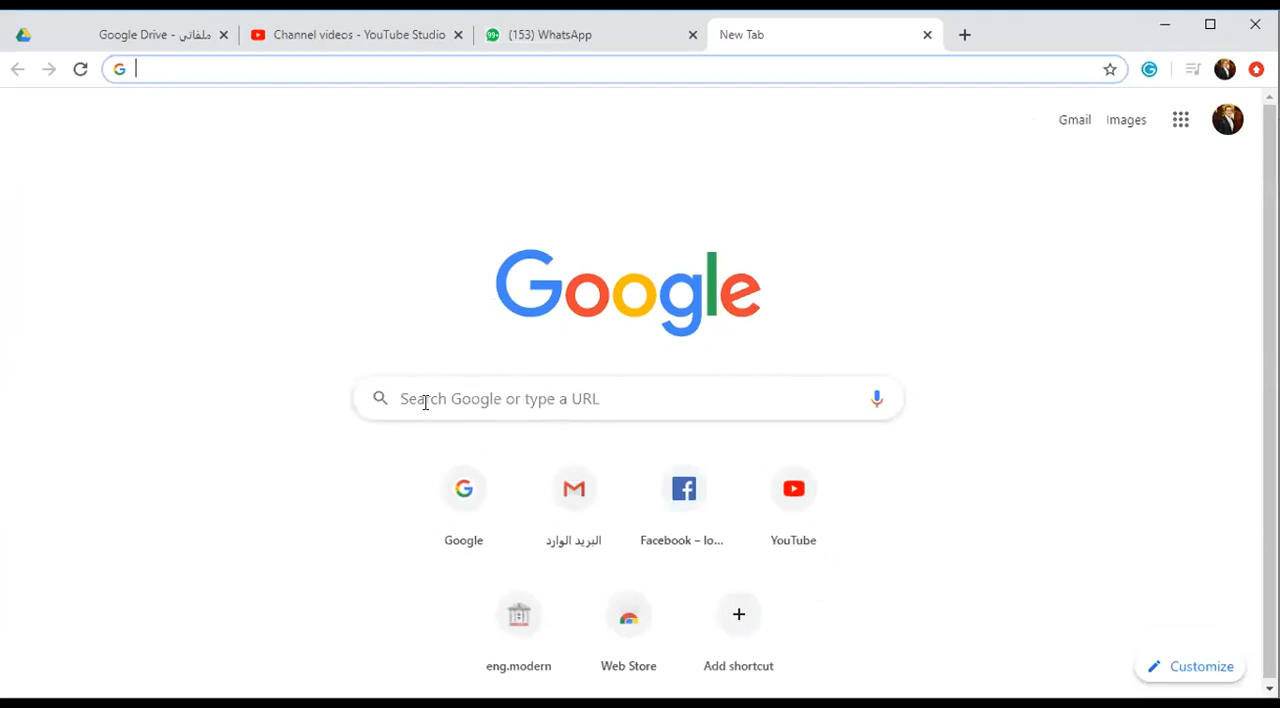 Google Drive - ملفاتي
Channel videos - YouTube Studio
99+
(153) WhatsApp
New Tab
Gmail
Images
Google
Search Google or type a URL
Google
البريد الوارد
Facebook – lo...
YouTube
eng.modern
Web Store
Add shortcut
Customize